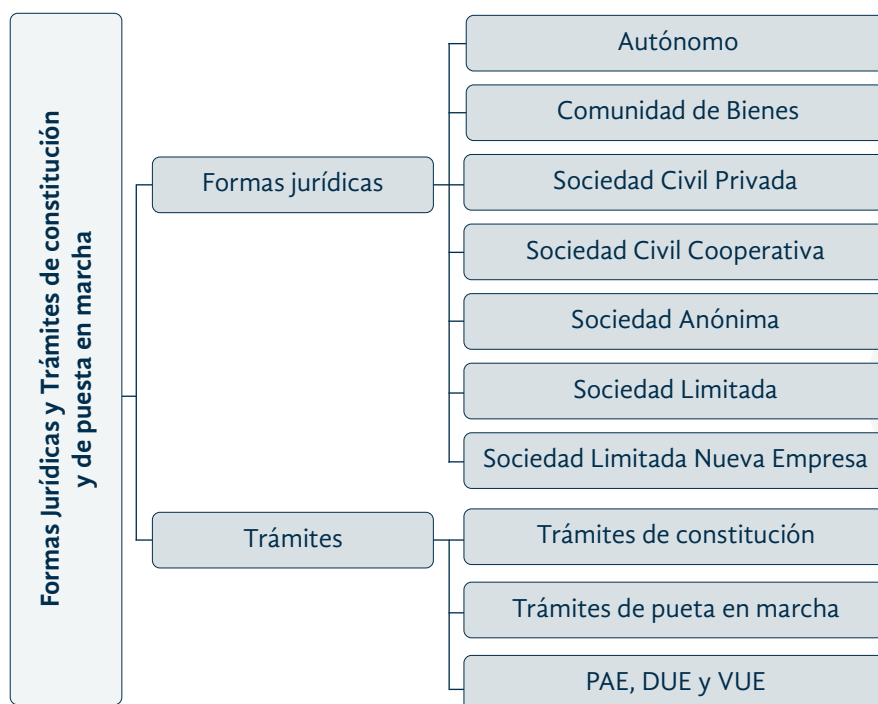 Formas Jurídicas y Trámites de constitución
y de puesta en marcha
Formas jurídicas
Autónomo
Comunidad de Bienes
Sociedad Civil Privada
Sociedad Civil Cooperativa
Sociedad Anónima
Sociedad Limitada
Sociedad Limitada Nueva Empresa
Trámites
Trámites de constitución
Trámites de pueta en marcha
PAE, DUE y VUE